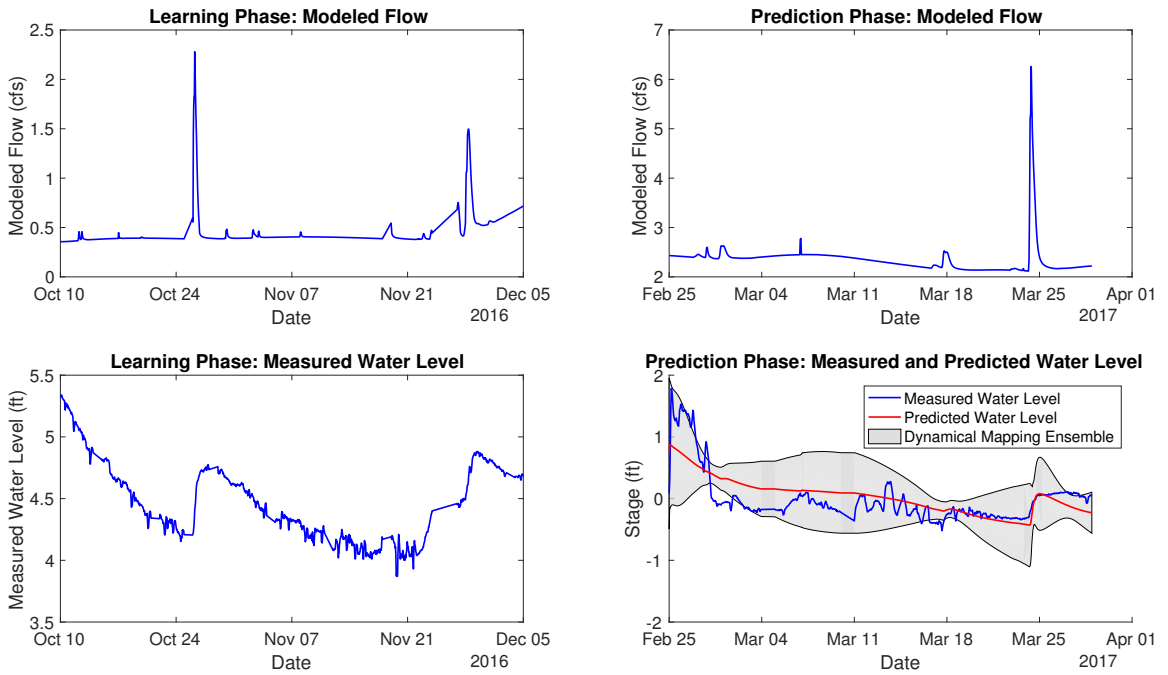 Learning Phase: Modeled Flow
2.5
2
1.5
1
0.5
0
Modeled Flow (cfs)
Oct 10 Oct 24 Nov 07 Nov 21 Dec 05
Date
2016
Prediction Phase: Modeled Flow
7
6
5
4
3
2
Modeled Flow (cfs)
Feb 25 Mar 04 Mar 11 Mar 18 Mar 25 Apr 01
Date
2017
Learning Phase: Measured Water Level
5.5
5
4.5
4
3.5
Measured Water Level (ft)
Oct 10 Oct 24 Nov 07 Nov 21 Dec 05
Date
2016
Prediction Phase: Measured and Predicted Water Level
2
1
0
-1
-2
Stage (ft)
Measured Water Level
Predicted Water Level
Dynamical Mapping Ensemble
Feb 25 Mar 04 Mar 11 Mar 18 Mar 25 Apr 01
Date
2017